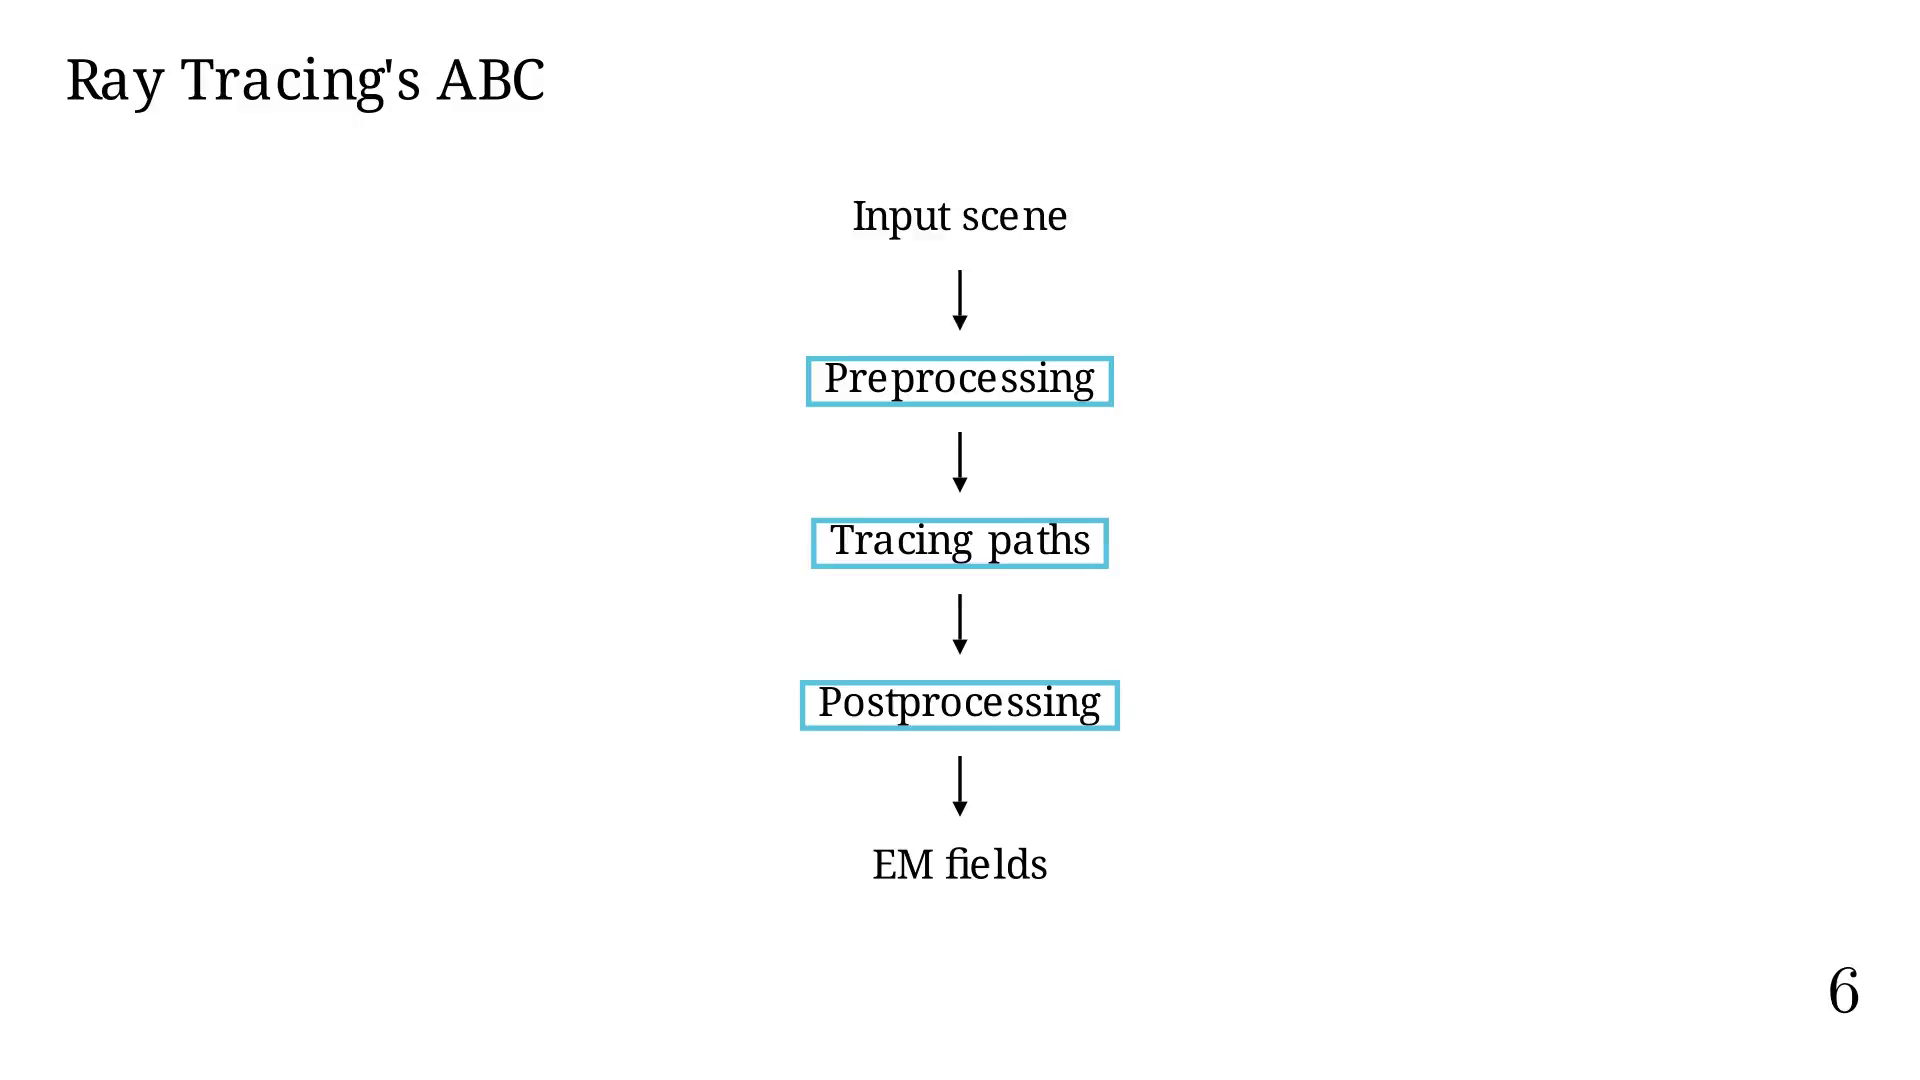 Ray Tracing's ABC
Input scene
Preprocessing
Tracing paths
Postprocessing
EM fields
6